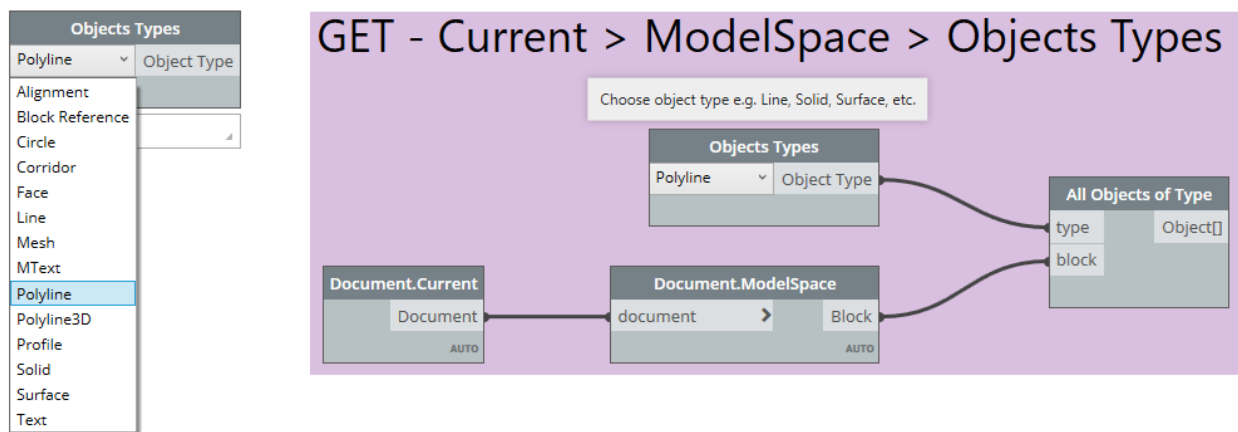 Objects Types
Polyline Object Type
Alignment
Block Reference
Circle
Corridor
Face
Line
Mesh
MText
Polyline
Polyline3D
Profile
Solid
Surface
Text
GET - Current > ModelSpace > Objects Types
Choose object type e.g. Line, Solid, Surface, etc.
Objects Types
Polyline Object Type
All Objects of Type
type Object[]
block
Document.Current
Document
AUTO
Document.ModelSpace
document > Block
AUTO